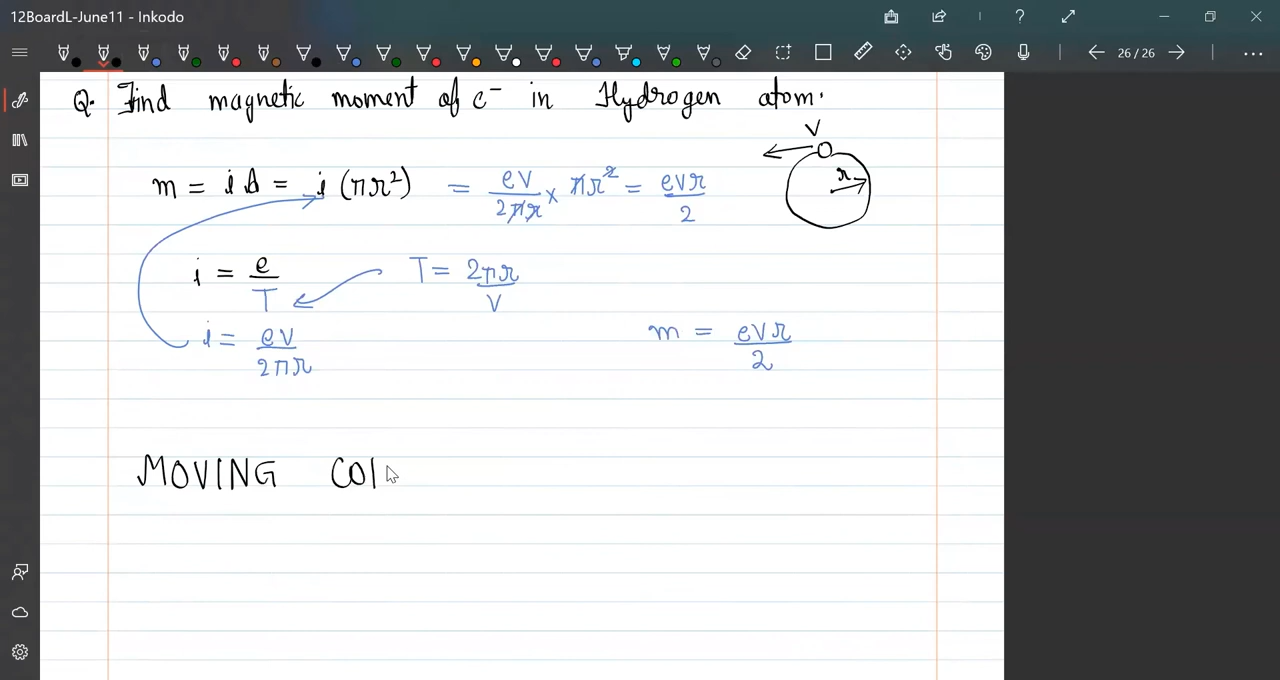 12BoardL-June11 - Inkodo
26/26
Q. Find magnetic moment of e⁻ in Hydrogen atom.
V
m = iA = i (πr²) = ev/2πr × πr² = evr/2
r
i = e/T
T = 2πr/V
i = ev/2πr
m = evr/2
MOVING COI